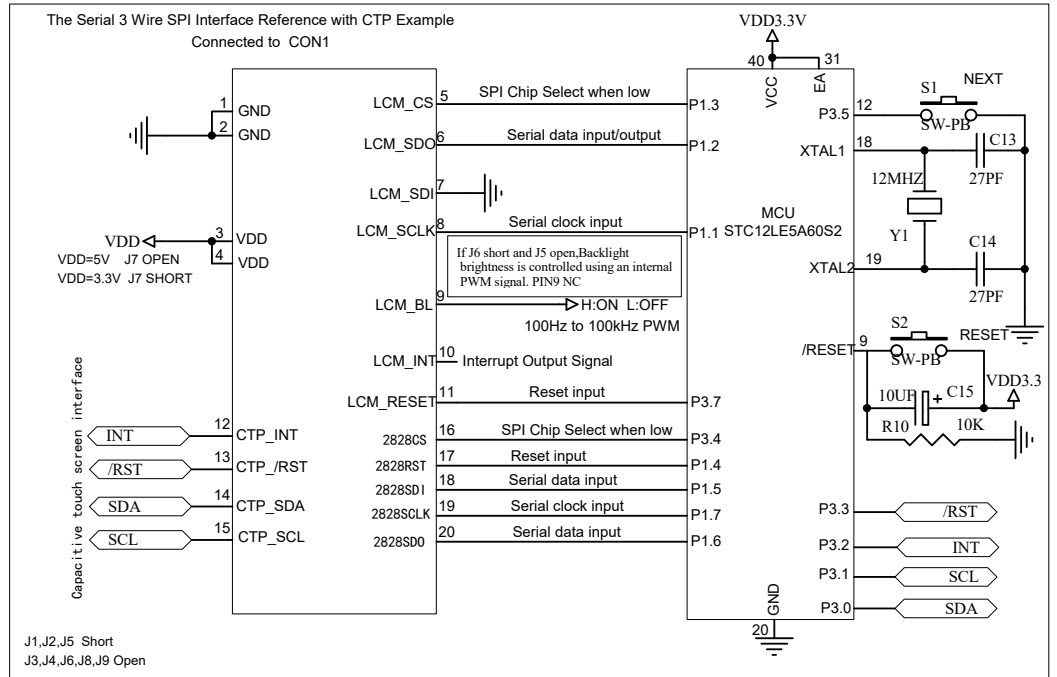 The Serial 3 Wire SPI Interface Reference with CTP Example
Connected to CON1
1 GND
2 GND
VDD 3 VDD
4 VDD
VDD=5V J7 OPEN
VDD=3.3V J7 SHORT
Capacitive touch screen interface
INT 12 CTP_INT
/RST 13 CTP_/RST
SDA 14 CTP_SDA
SCL 15 CTP_SCL
LCM_CS 5 SPI Chip Select when low P1.3
LCM_SDO 6 Serial data input/output P1.2
LCM_SDI 7
LCM_SCLK 8 Serial clock input P1.1
If J6 short and J5 open,Backlight
brightness is controlled using an internal
PWM signal. PIN9 NC
LCM_BL 9 H:ON L:OFF
100Hz to 100kHz PWM
LCM_INT 10 Interrupt Output Signal
LCM_RESET 11 Reset input P3.7
2828CS 16 SPI Chip Select when low P3.4
2828RST 17 Reset input P1.4
2828SDI 18 Serial data input P1.5
2828SCLK 19 Serial clock input P1.7
2828SDO 20 Serial data input P1.6
VDD3.3V
40 31
VCC EA
MCU
STC12LE5A60S2
P3.5 12 S1 NEXT
SW-PB
XTAL1 18 C13
27PF
12MHZ
Y1
XTAL2 19 C14
27PF
S2 RESET
/RESET 9 SW-PB
10UF + C15 VDD3.3
R10 10K
P3.3 /RST
P3.2 INT
P3.1 SCL
P3.0 SDA
GND
20
J1,J2,J5 Short
J3,J4,J6,J8,J9 Open